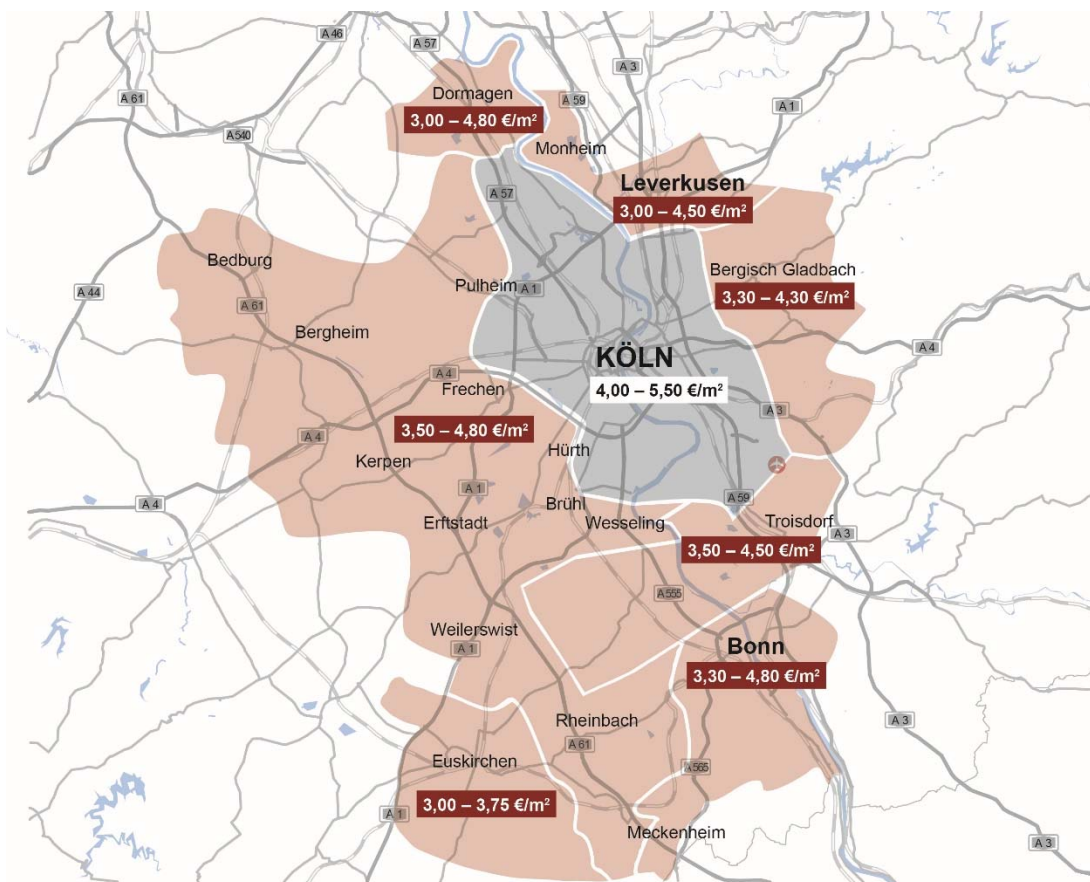 A 46
A 57
A 3
A 61
Dormagen
A 59
A 1
3,00 – 4,80 €/m²
A 540
Monheim
Leverkusen
A 57
3,00 – 4,50 €/m²
Bedburg
Bergisch Gladbach
A 44
Pulheim
A 1
3,30 – 4,30 €/m²
A 61
Bergheim
KÖLN
A 4
A 4
4,00 – 5,50 €/m²
Frechen
A 3
3,50 – 4,80 €/m²
A 4
Hürth
Kerpen
A 1
A 59
A 4
Brühl
Erftstadt
Wesseling
Troisdorf
A 3
3,50 – 4,50 €/m²
A 555
Weilerswist
A 1
Bonn
3,30 – 4,80 €/m²
Rheinbach
A 3
A 61
Euskirchen
A 565
3,00 – 3,75 €/m²
A 1
Meckenheim
A 3